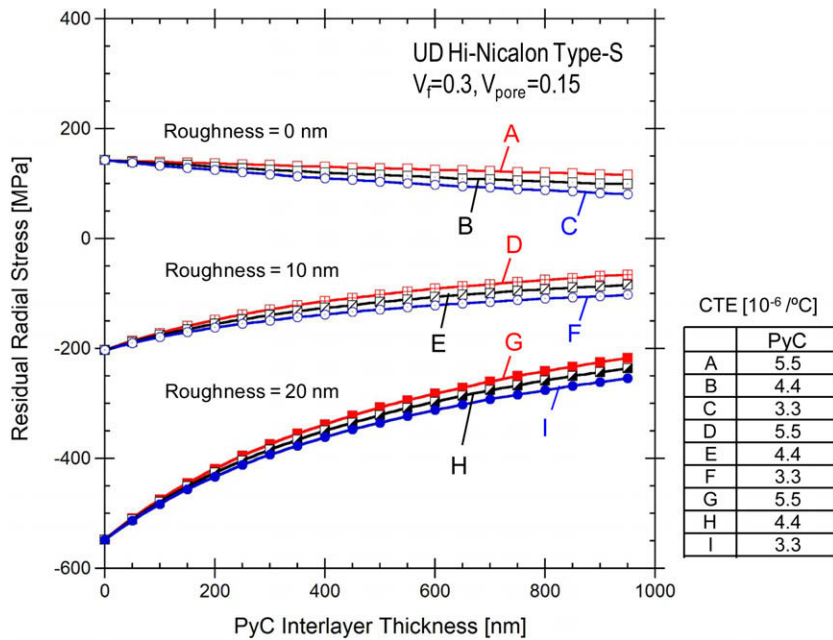 400
200
0
-200
-400
-600
Residual Radial Stress [MPa]
UD Hi-Nicalon Type-S
V_f=0.3, V_pore=0.15
Roughness = 0 nm
A
B
C
Roughness = 10 nm
D
E
F
Roughness = 20 nm
G
H
I
0 200 400 600 800 1000
PyC Interlayer Thickness [nm]
CTE [10⁻⁶ /ºC]
PyC
A 5.5
B 4.4
C 3.3
D 5.5
E 4.4
F 3.3
G 5.5
H 4.4
I 3.3